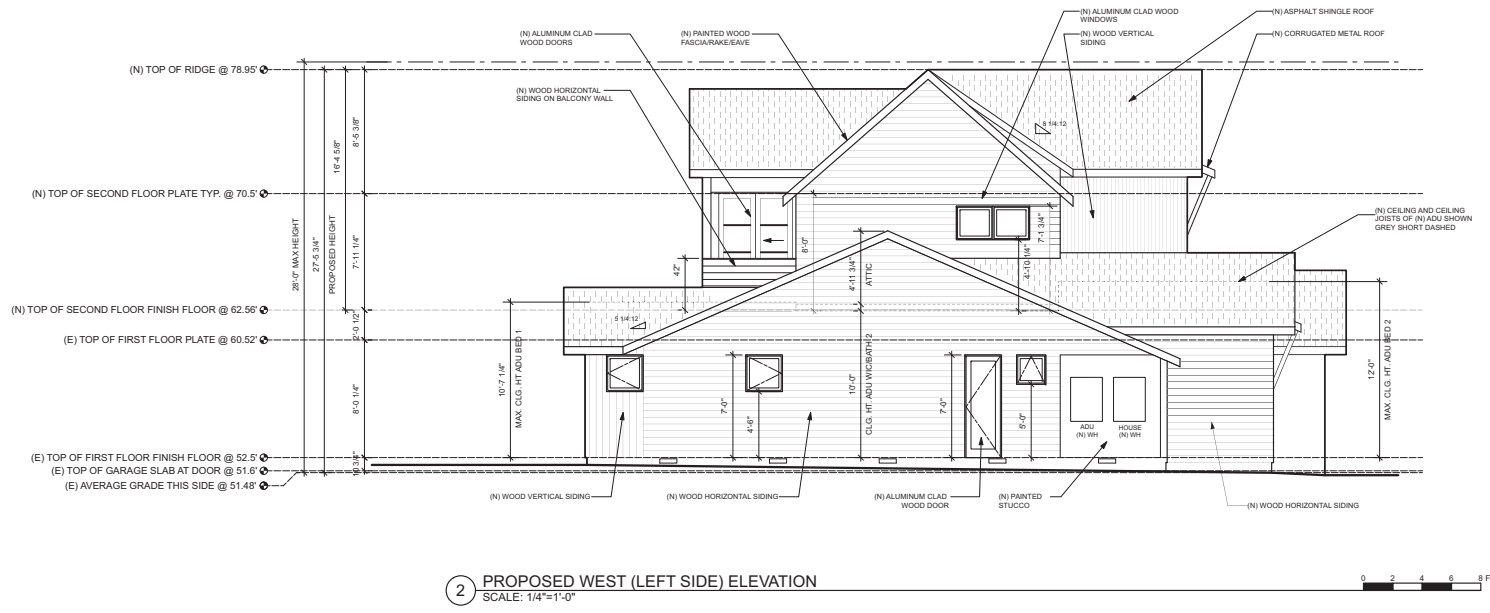 (N) ALUMINUM CLAD WOOD
WINDOWS
(N) ASPHALT SHINGLE ROOF
(N) ALUMINUM CLAD
WOOD DOORS
(N) PAINTED WOOD
FASCIA/RAKE/EAVE
(N) WOOD VERTICAL
SIDING
(N) CORRUGATED METAL ROOF
(N) TOP OF RIDGE @ 78.95'
(N) WOOD HORIZONTAL
SIDING ON BALCONY WALL
8 1/4:12
8'-5 3/8"
16'-4 5/8"
(N) TOP OF SECOND FLOOR PLATE TYP. @ 70.5'
(N) CEILING AND CEILING
JOISTS OF (N) ADU SHOWN
GREY SHORT DASHED
28'-0" MAX HEIGHT
27'-5 3/4"
PROPOSED HEIGHT
7'-11 1/4"
42"
8'-0"
4'-11 3/4"
ATTIC
4'-10 1/4"
7'-1 3/4"
(N) TOP OF SECOND FLOOR FINISH FLOOR @ 62.56'
2'-0 1/2"
5 1/4:12
(E) TOP OF FIRST FLOOR PLATE @ 60.52'
8'-0 1/4"
10'-7 1/4"
MAX. CLG. HT. ADU BED 1
7'-0"
4'-6"
10'-0"
CLG. HT. ADU W/C/BATH 2
7'-0"
5'-0"
12'-0"
MAX. CLG. HT. ADU BED 2
ADU
(N) WH
HOUSE
(N) WH
(E) TOP OF FIRST FLOOR FINISH FLOOR @ 52.5'
(E) TOP OF GARAGE SLAB AT DOOR @ 51.6'
(E) AVERAGE GRADE THIS SIDE @ 51.48'
(N) WOOD VERTICAL SIDING
(N) WOOD HORIZONTAL SIDING
(N) ALUMINUM CLAD
WOOD DOOR
(N) PAINTED
STUCCO
(N) WOOD HORIZONTAL SIDING
2
PROPOSED WEST (LEFT SIDE) ELEVATION
SCALE: 1/4"=1'-0"
0 2 4 6 8 F